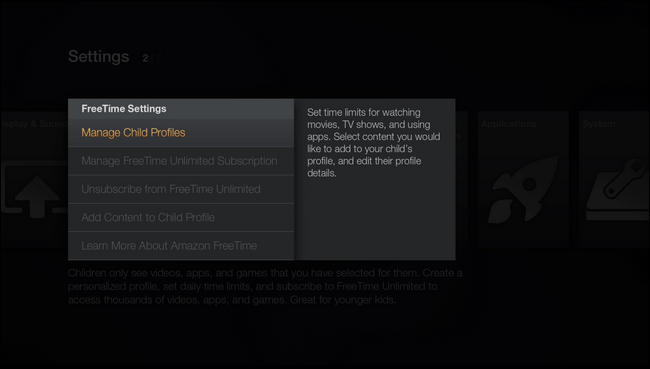 Settings 2
Display & Sounds
Applications
System
FreeTime Settings
Manage Child Profiles
Manage FreeTime Unlimited Subscription
Unsubscribe from FreeTime Unlimited
Add Content to Child Profile
Learn More About Amazon FreeTime
Set time limits for watching
movies, TV shows, and using
apps. Select content you would
like to add to your child's
profile, and edit their profile
details.
Children only see videos, apps, and games that you have selected for them. Create a
personalized profile, set daily time limits, and subscribe to FreeTime Unlimited to
access thousands of videos, apps, and games. Great for younger kids.